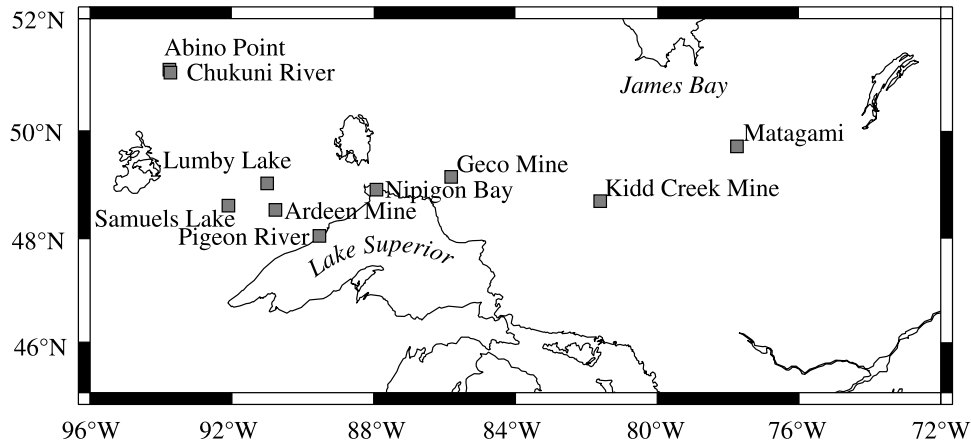 52°N
Abino Point
Chukuni River
James Bay
50°N
Matagami
Lumby Lake
Geco Mine
Nipigon Bay
Kidd Creek Mine
Samuels Lake
Ardeen Mine
Pigeon River
48°N
Lake Superior
46°N
96°W 92°W 88°W 84°W 80°W 76°W 72°W